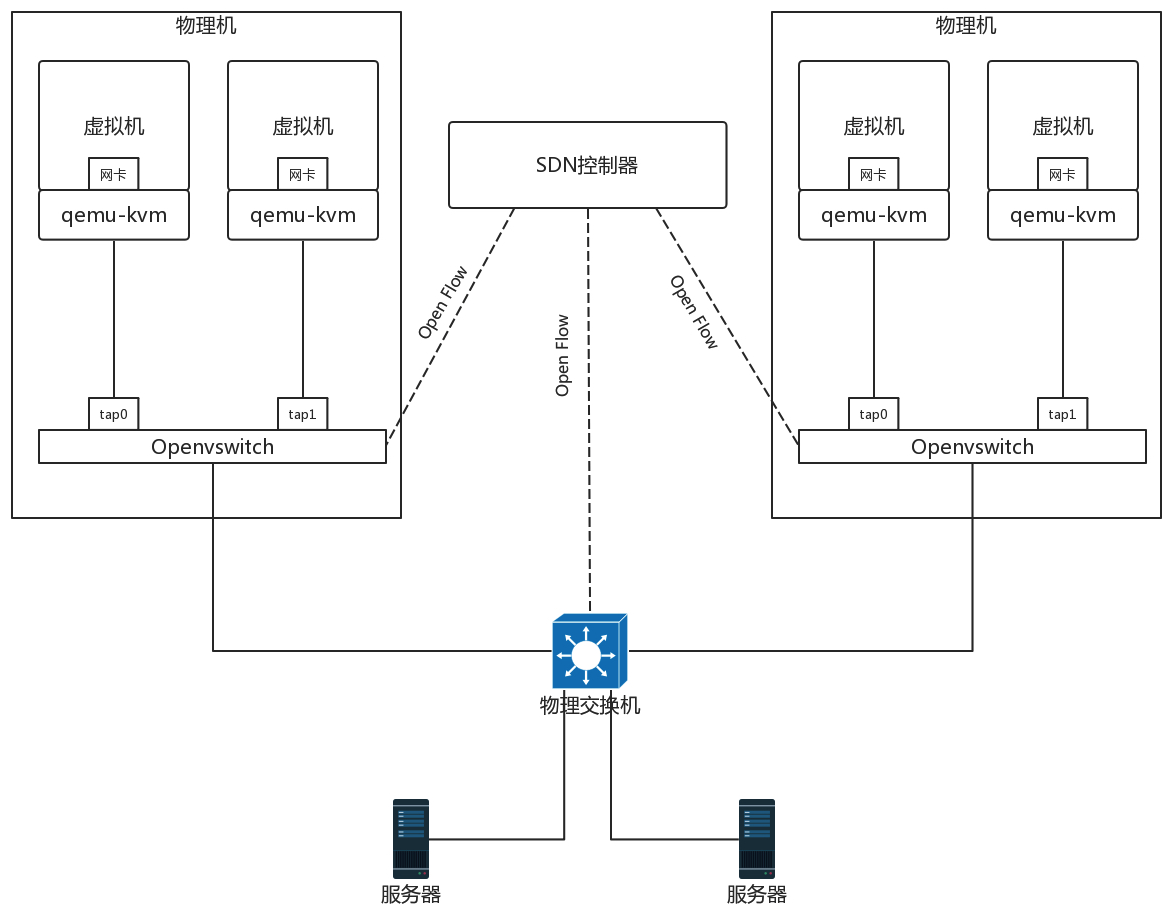 物理机
虚拟机
网卡
qemu-kvm
虚拟机
网卡
qemu-kvm
tap0
tap1
Openvswitch
SDN控制器
Open Flow
Open Flow
Open Flow
物理机
虚拟机
网卡
qemu-kvm
虚拟机
网卡
qemu-kvm
tap0
tap1
Openvswitch
物理交换机
服务器
服务器